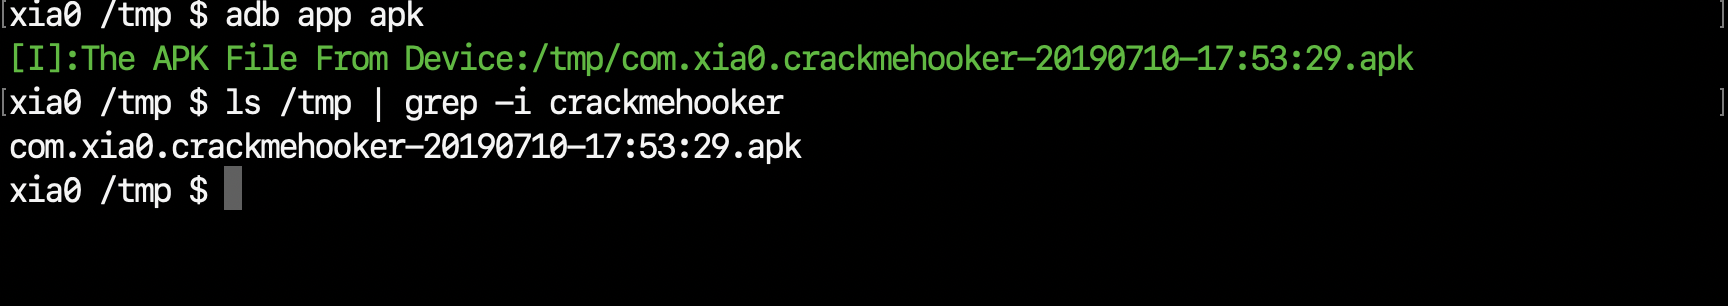 [xia0 /tmp $ adb app apk ]
[I]:The APK File From Device:/tmp/com.xia0.crackmehooker-20190710-17:53:29.apk
[xia0 /tmp $ ls /tmp | grep -i crackmehooker ]
com.xia0.crackmehooker-20190710-17:53:29.apk
xia0 /tmp $